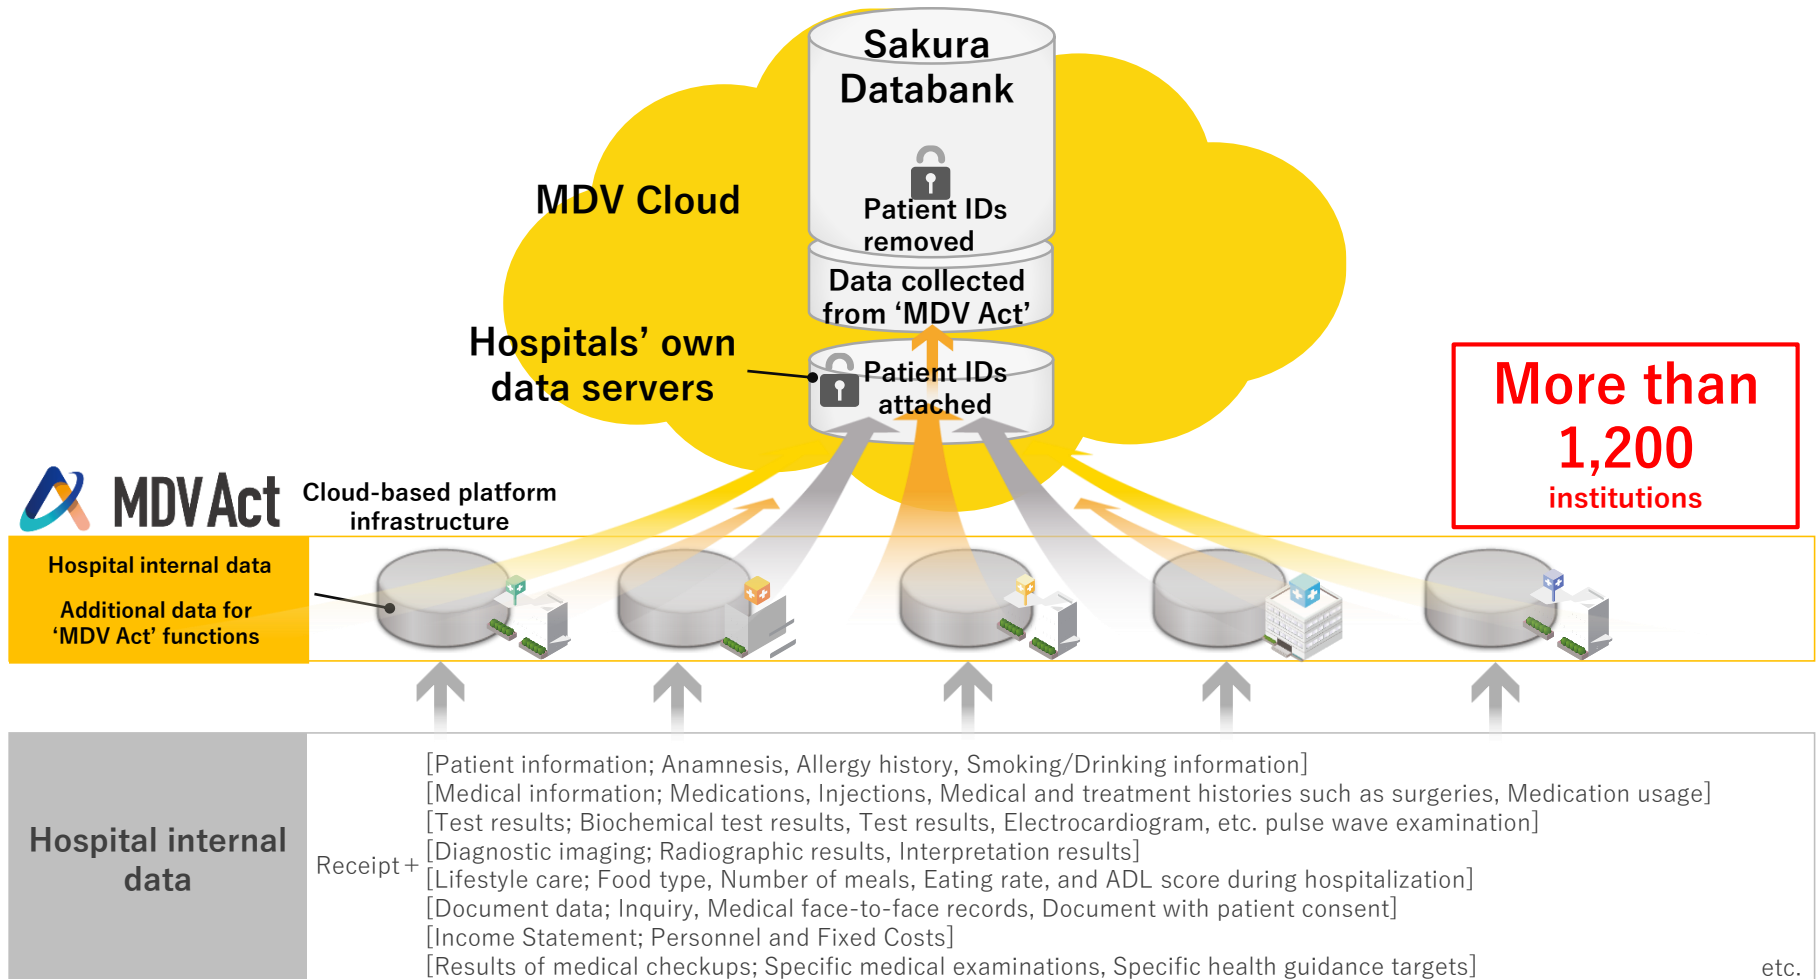 Sakura
Databank
Patient IDs
removed
MDV Cloud
Data collected
from ‘MDV Act’
Hospitals’ own
data servers
Patient IDs
attached
More than
1,200
institutions
MDV Act
Cloud-based platform
infrastructure
Hospital internal data
Additional data for
‘MDV Act’ functions
Hospital internal
data
Receipt+
[Patient information; Anamnesis, Allergy history, Smoking/Drinking information]
[Medical information; Medications, Injections, Medical and treatment histories such as surgeries, Medication usage]
[Test results; Biochemical test results, Test results, Electrocardiogram, etc. pulse wave examination]
[Diagnostic imaging; Radiographic results, Interpretation results]
[Lifestyle care; Food type, Number of meals, Eating rate, and ADL score during hospitalization]
[Document data; Inquiry, Medical face-to-face records, Document with patient consent]
[Income Statement; Personnel and Fixed Costs]
[Results of medical checkups; Specific medical examinations, Specific health guidance targets]
etc.